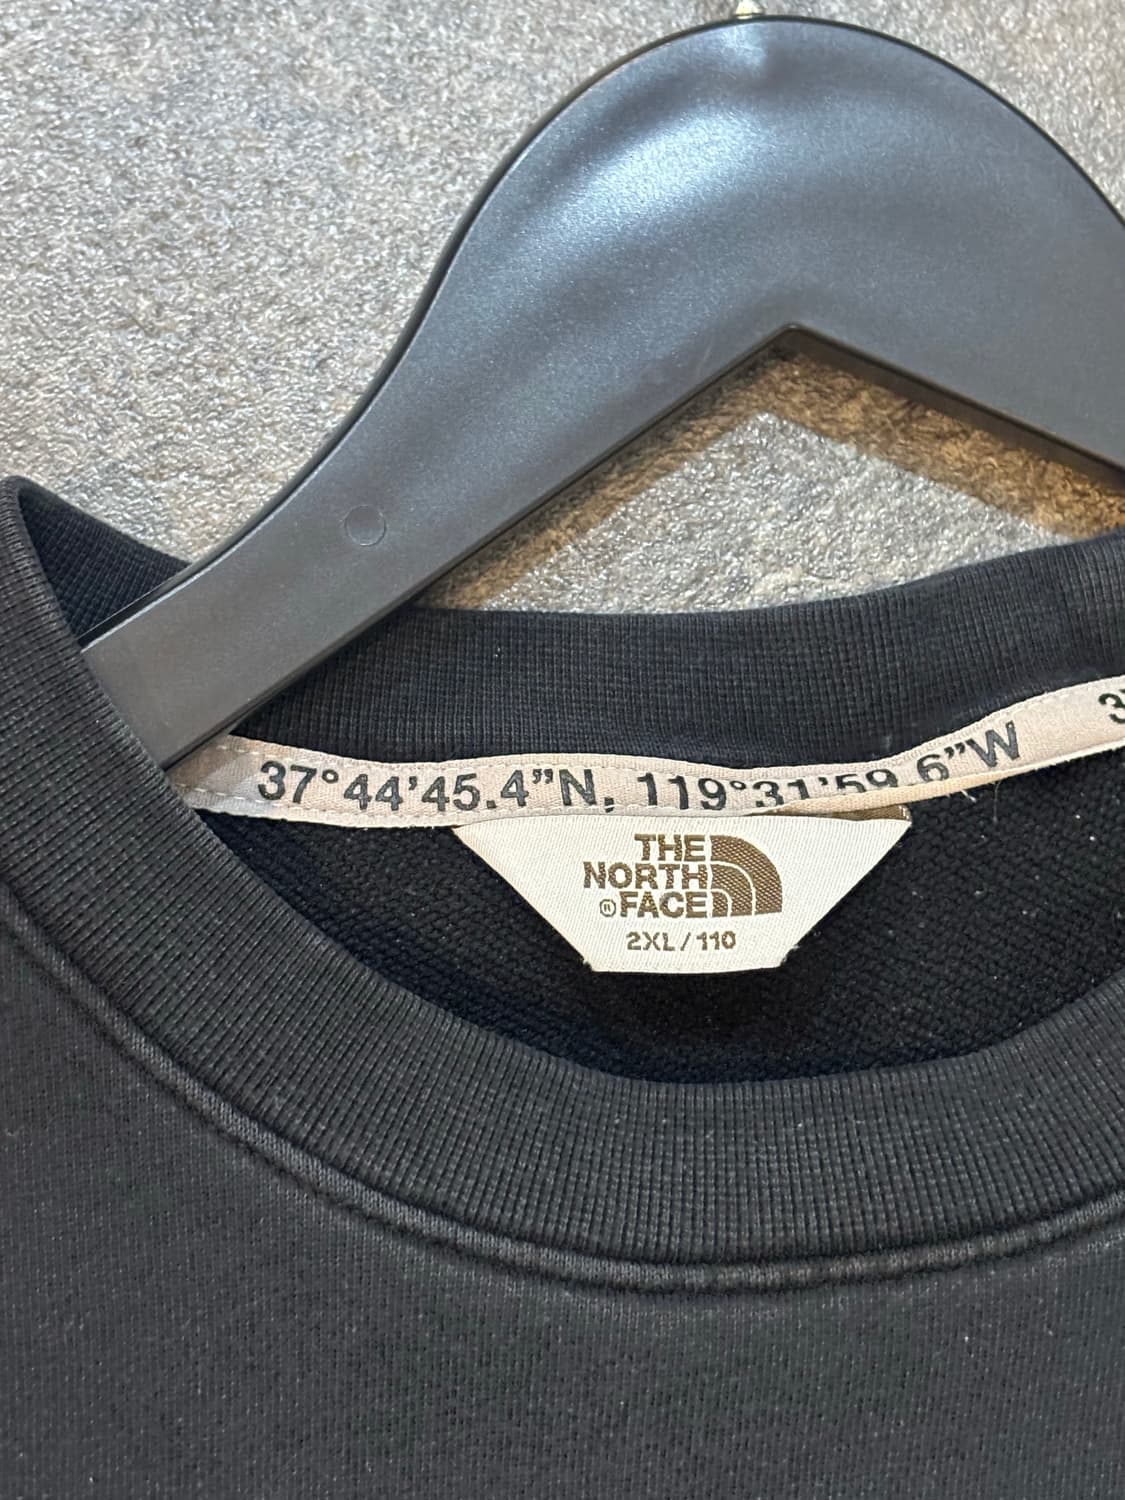 37°44'45.4”N, 119°31'59.6”W
THE
NORTH
®FACE
2XL / 110